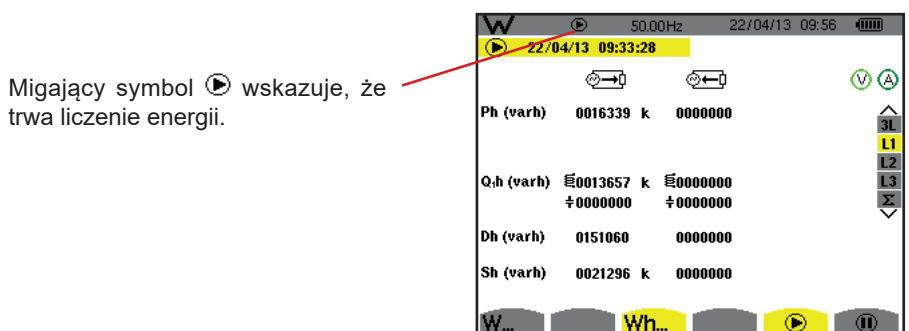 W 50.00Hz 22/04/13 09:56
22/04/13 09:33:28
Migający symbol wskazuje, że
trwa liczenie energii.
V A
Ph (varh) 0016339 k 0000000
3L
L1
L2
Q₁h (varh) 0013657 k 0000000
L3
0000000 0000000
Σ
Dh (varh) 0151060 0000000
Sh (varh) 0021296 k 0000000
W... Wh...